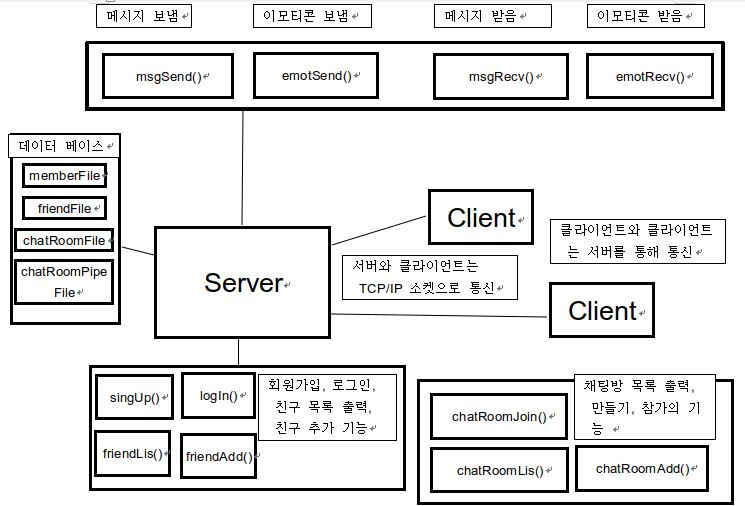 메시지 보냄
이모티콘 보냄
메시지 받음
이모티콘 받음
msgSend()
emotSend()
msgRecv()
emotRecv()
데이터 베이스
memberFile
friendFile
chatRoomFile
chatRoomPipe
File
Server
Client
클라이언트와 클라이언트
는 서버를 통해 통신
서버와 클라이언트는
TCP/IP 소켓으로 통신
Client
singUp()
logIn()
회원가입, 로그인,
친구 목록 출력,
친구 추가 기능
friendLis()
friendAdd()
채팅방 목록 출력,
만들기, 참가의 기
능
chatRoomJoin()
chatRoomLis()
chatRoomAdd()